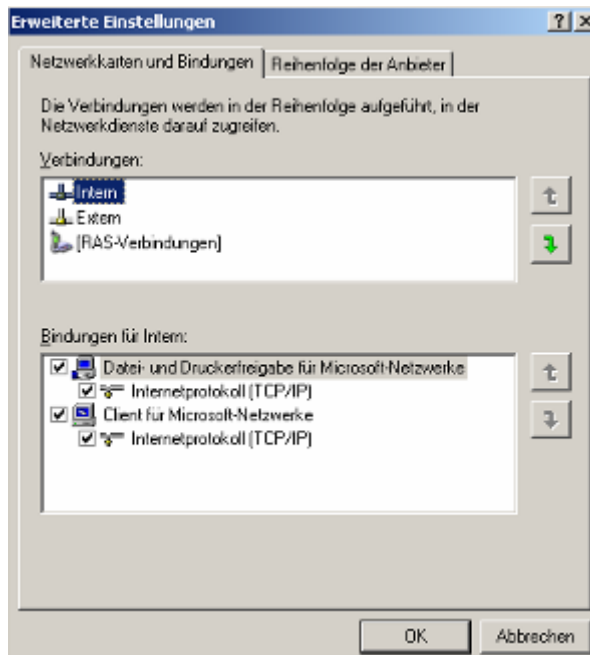 Erweiterte Einstellungen
Netzwerkkarten und Bindungen
Reihenfolge der Anbieter
Die Verbindungen werden in der Reihenfolge aufgeführt, in der
Netzwerkdienste darauf zugreifen.
Verbindungen:
Intern
Extern
[RAS-Verbindungen]
Bindungen für Intern:
Datei- und Druckerfreigabe für Microsoft-Netzwerke
Internetprotokoll (TCP/IP)
Client für Microsoft-Netzwerke
Internetprotokoll (TCP/IP)
OK
Abbrechen